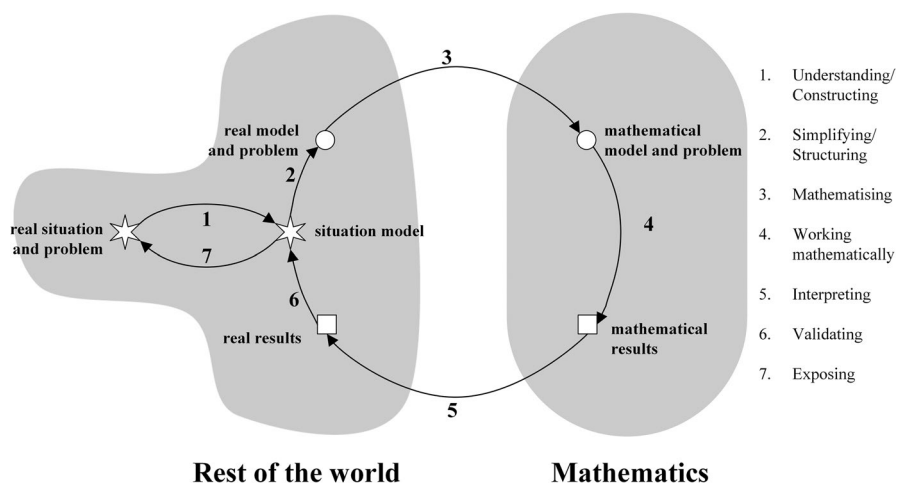 3
real model
and problem
mathematical
model and problem
2
1
real situation
and problem
situation model
4
7
6
real results
mathematical
results
5
Rest of the world
Mathematics
1. Understanding/
Constructing
2. Simplifying/
Structuring
3. Mathematising
4. Working
mathematically
5. Interpreting
6. Validating
7. Exposing